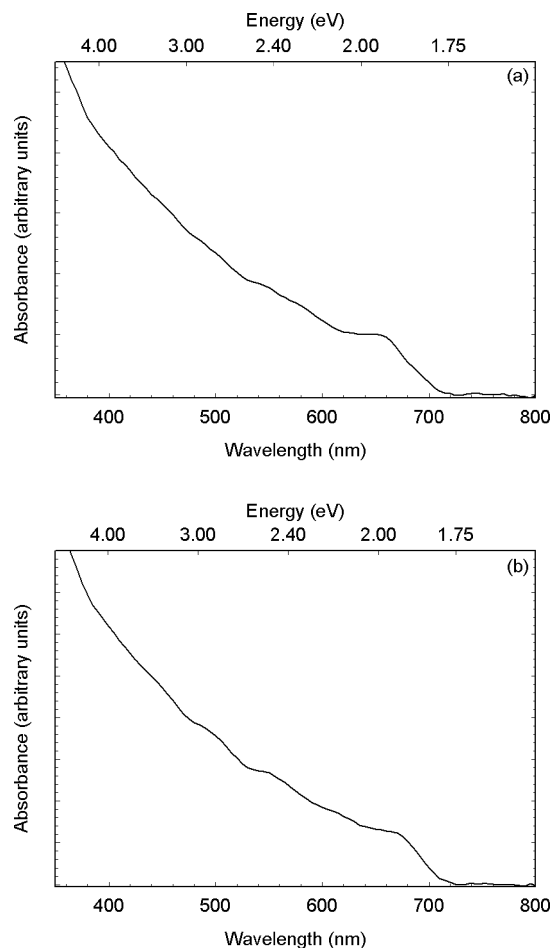 Energy (eV)
4.00 3.00 2.40 2.00 1.75
(a)
Absorbance (arbitrary units)
400 500 600 700 800
Wavelength (nm)
Energy (eV)
4.00 3.00 2.40 2.00 1.75
(b)
Absorbance (arbitrary units)
400 500 600 700 800
Wavelength (nm)